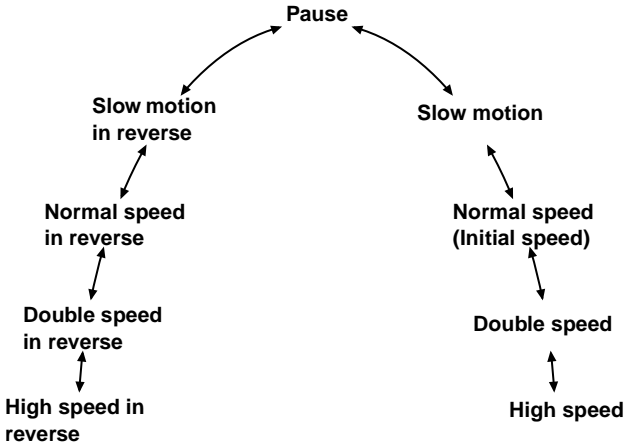 Pause
Slow motion
in reverse
Slow motion
Normal speed
in reverse
Normal speed
(Initial speed)
Double speed
in reverse
Double speed
High speed in
reverse
High speed